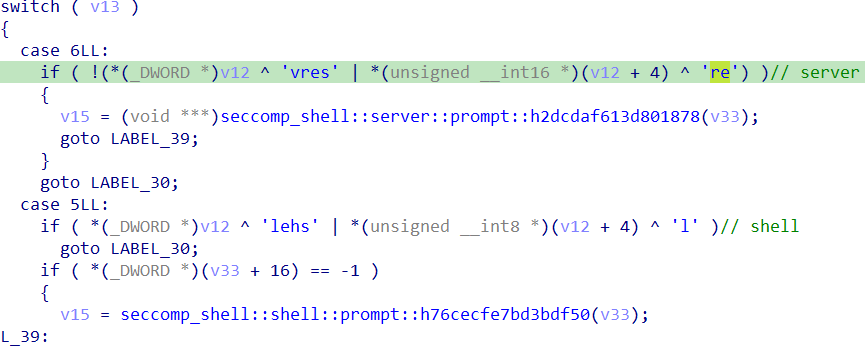 switch ( v13 )
{
  case 6LL:
    if ( !(*(_DWORD *)v12 ^ 'vres' | *(unsigned __int16 *)(v12 + 4) ^ 're') )// server
    {
      v15 = (void ***)seccomp_shell::server::prompt::h2dcdaf613d801878(v33);
      goto LABEL_39;
    }
    goto LABEL_30;
  case 5LL:
    if ( *(_DWORD *)v12 ^ 'lehs' | *(unsigned __int8 *)(v12 + 4) ^ 'l' )// shell
      goto LABEL_30;
    if ( *(_DWORD *)(v33 + 16) == -1 )
    {
      v15 = seccomp_shell::shell::prompt::h76cecfe7bd3bdf50(v33);
L_39: